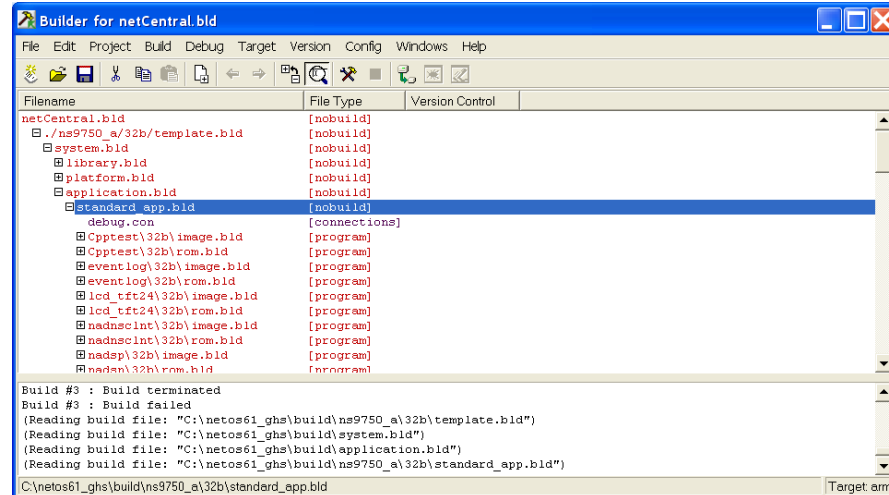 Builder for netCentral.bld
File Edit Project Build Debug Target Version Config Windows Help
Filename File Type Version Control
netCentral.bld [nobuild]
./ns9750_a/32b/template.bld [nobuild]
system.bld [nobuild]
library.bld [nobuild]
platform.bld [nobuild]
application.bld [nobuild]
standard_app.bld [nobuild]
debug.con [connections]
Cpptest\32b\image.bld [program]
Cpptest\32b\rom.bld [program]
eventlog\32b\image.bld [program]
eventlog\32b\rom.bld [program]
lcd_tft24\32b\image.bld [program]
lcd_tft24\32b\rom.bld [program]
nadnsclnt\32b\image.bld [program]
nadnsclnt\32b\rom.bld [program]
nadsp\32b\image.bld [program]
nadsp\32b\rom.bld [program]
Build #3 : Build terminated
Build #3 : Build failed
(Reading build file: "C:\netos61_ghs\build\ns9750_a\32b\template.bld")
(Reading build file: "C:\netos61_ghs\build\system.bld")
(Reading build file: "C:\netos61_ghs\build\application.bld")
(Reading build file: "C:\netos61_ghs\build\ns9750_a\32b\standard_app.bld")
C:\netos61_ghs\build\ns9750_a\32b\standard_app.bld Target: arm